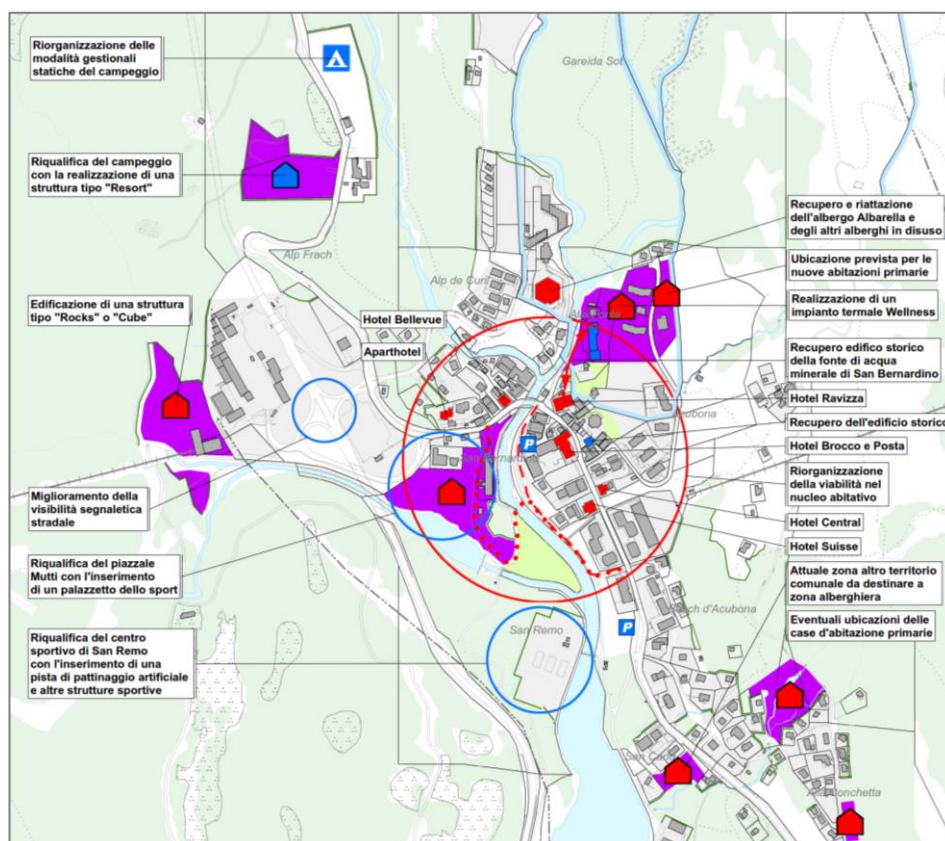 Riorganizzazione delle
modalità gestionali
statiche del campeggio
Riqualifica del campeggio
con la realizzazione di una
struttura tipo "Resort"
Edificazione di una struttura
tipo "Rocks" o "Cube"
Miglioramento della
visibilità segnaletica
stradale
Riqualifica del piazzale
Mutti con l'inserimento
di un palazzetto dello sport
Riqualifica del centro
sportivo di San Remo
con l'inserimento di una
pista di pattinaggio artificiale
e altre strutture sportive
Gareida Sot
Alp Frach
Alp de Curif
Hotel Bellevue
Aparthotel
Alla Fonte
San Bernardino
P
San Remo
P
Recupero e riattazione
dell'albergo Albarella e
degli altri alberghi in disuso
Ubicazione prevista per le
nuove abitazioni primarie
Realizzazione di un
impianto termale Wellness
Recupero edifico storico
della fonte di acqua
minerale di San Bernardino
Hotel Ravizza
Recupero dell'edificio storico
Hotel Brocco e Posta
Riorganizzazione
della viabilità nel
nucleo abitativo
Hotel Central
Hotel Suisse
Attuale zona altro territorio
comunale da destinare a
zona alberghiera
Eventuali ubicazioni delle
case d'abitazione primarie
d'Acubona